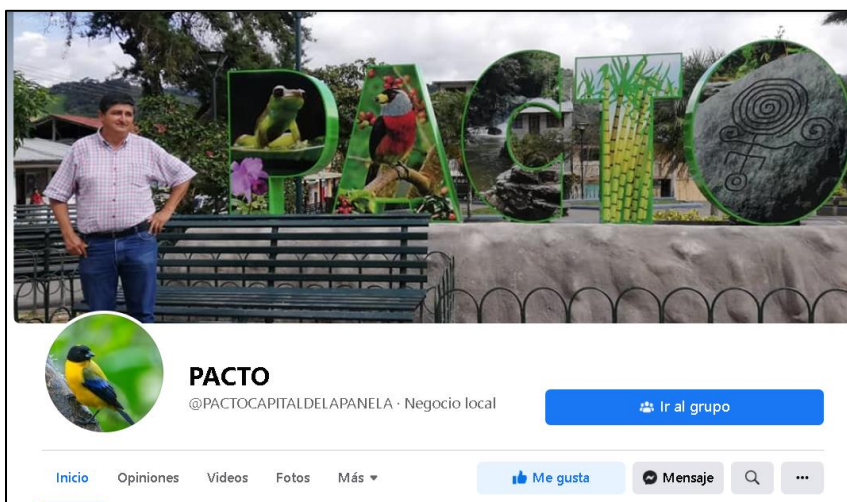 PACTO
PACTO
@PACTOCAPITALDELAPANELA · Negocio local
Ir al grupo
Inicio
Opiniones
Videos
Fotos
Más
Me gusta
Mensaje